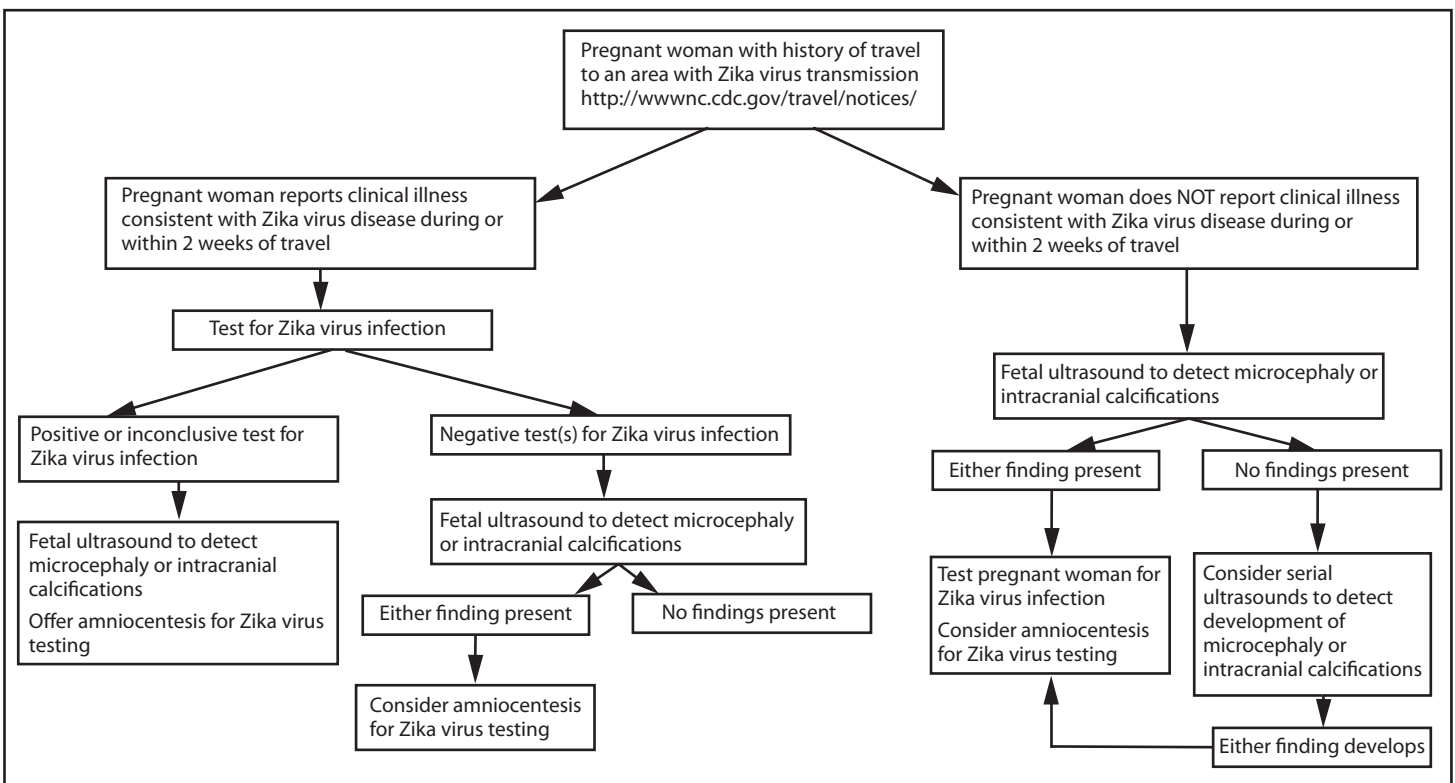 Pregnant woman with history of travel
to an area with Zika virus transmission
http://wwwnc.cdc.gov/travel/notices/
Pregnant woman reports clinical illness
consistent with Zika virus disease during or
within 2 weeks of travel
Pregnant woman does NOT report clinical illness
consistent with Zika virus disease during or
within 2 weeks of travel
Test for Zika virus infection
Fetal ultrasound to detect microcephaly or
intracranial calcifications
Positive or inconclusive test for
Zika virus infection
Negative test(s) for Zika virus infection
Either finding present
No findings present
Fetal ultrasound to detect
microcephaly or intracranial
calcifications
Offer amniocentesis for Zika virus
testing
Fetal ultrasound to detect microcephaly
or intracranial calcifications
Either finding present
No findings present
Consider amniocentesis
for Zika virus testing
Test pregnant woman for
Zika virus infection
Consider amniocentesis
for Zika virus testing
Consider serial
ultrasounds to detect
development of
microcephaly or
intracranial calcifications
Either finding develops